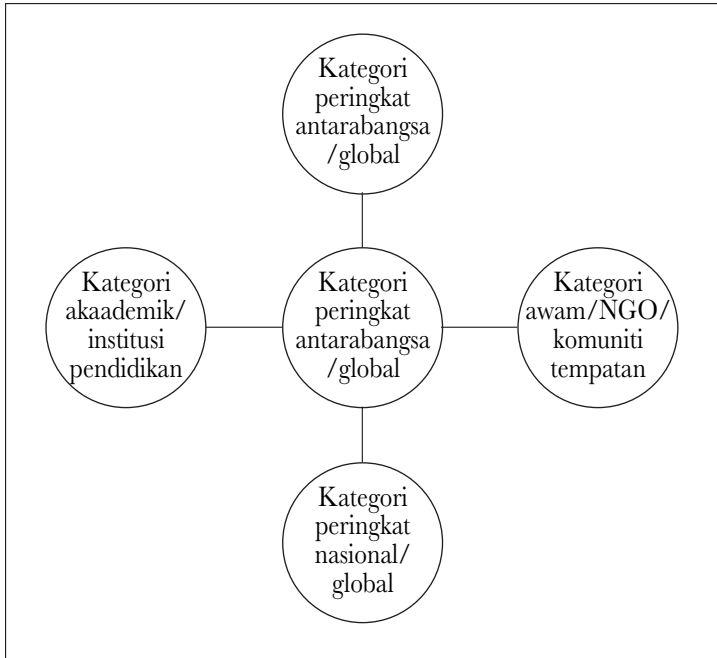 Kategori
peringkat
antarabangsa
/global
Kategori
akaademik/
institusi
pendidikan
Kategori
peringkat
antarabangsa
/global
Kategori
awam/NGO/
komuniti
tempatan
Kategori
peringkat
nasional/
global